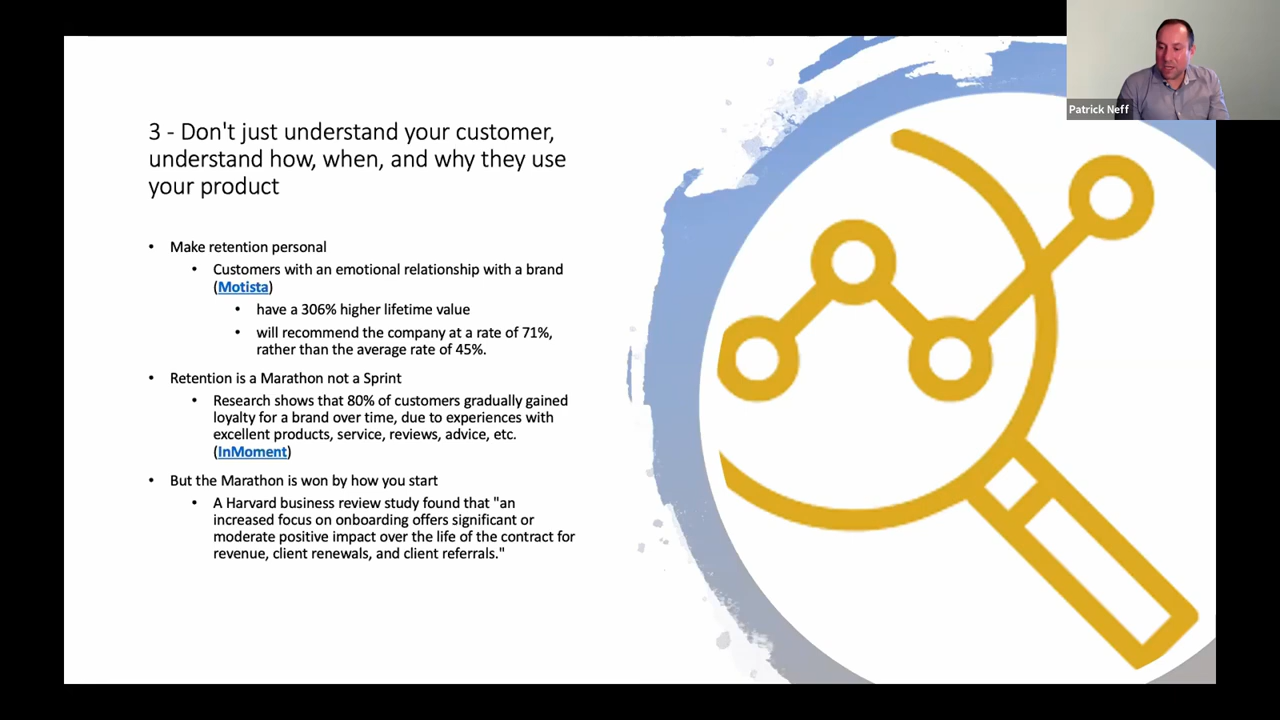 3 - Don't just understand your customer,
understand how, when, and why they use
your product
• Make retention personal
• Customers with an emotional relationship with a brand
(Motista)
• have a 306% higher lifetime value
• will recommend the company at a rate of 71%,
rather than the average rate of 45%.
• Retention is a Marathon not a Sprint
• Research shows that 80% of customers gradually gained
loyalty for a brand over time, due to experiences with
excellent products, service, reviews, advice, etc.
(InMoment)
• But the Marathon is won by how you start
• A Harvard business review study found that "an
increased focus on onboarding offers significant or
moderate positive impact over the life of the contract for
revenue, client renewals, and client referrals."
Patrick Neff